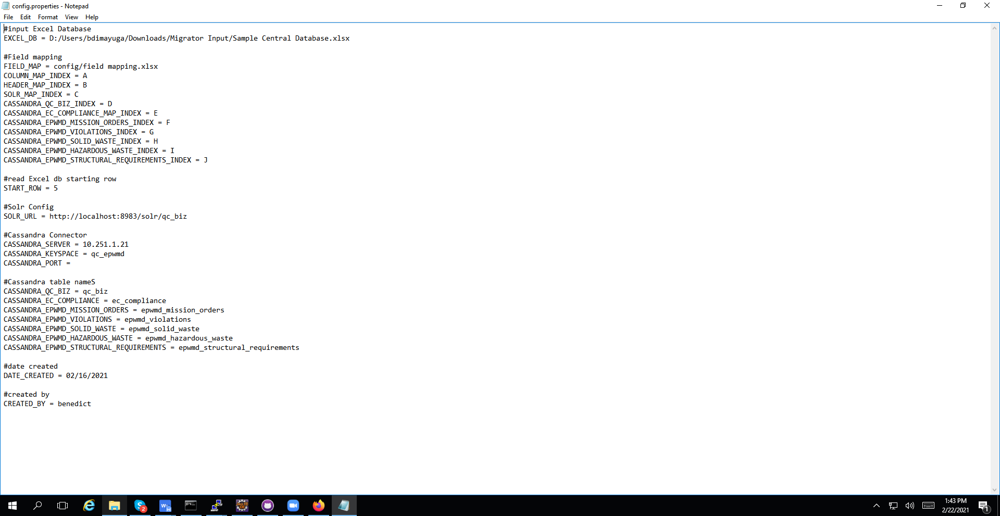 config.properties - Notepad
File Edit Format View Help
#input Excel Database
EXCEL_DB = D:/Users/bdimayuga/Downloads/Migrator Input/Sample Central Database.xlsx
#Field mapping
FIELD_MAP = config/field mapping.xlsx
COLUMN_MAP_INDEX = A
HEADER_MAP_INDEX = B
SOLR_MAP_INDEX = C
CASSANDRA_QC_BIZ_INDEX = D
CASSANDRA_EC_COMPLIANCE_MAP_INDEX = E
CASSANDRA_EPWMD_MISSION_ORDERS_INDEX = F
CASSANDRA_EPWMD_VIOLATIONS_INDEX = G
CASSANDRA_EPWMD_SOLID_WASTE_INDEX = H
CASSANDRA_EPWMD_HAZARDOUS_WASTE_INDEX = I
CASSANDRA_EPWMD_STRUCTURAL_REQUIREMENTS_INDEX = J
#read Excel db starting row
START_ROW = 5
#Solr Config
SOLR_URL = http://localhost:8983/solr/qc_biz
#Cassandra Connector
CASSANDRA_SERVER = 10.251.1.21
CASSANDRA_KEYSPACE = qc_epwmd
CASSANDRA_PORT =
#Cassandra table nameS
CASSANDRA_QC_BIZ = qc_biz
CASSANDRA_EC_COMPLIANCE = ec_compliance
CASSANDRA_EPWMD_MISSION_ORDERS = epwmd_mission_orders
CASSANDRA_EPWMD_VIOLATIONS = epwmd_violations
CASSANDRA_EPWMD_SOLID_WASTE = epwmd_solid_waste
CASSANDRA_EPWMD_HAZARDOUS_WASTE = epwmd_hazardous_waste
CASSANDRA_EPWMD_STRUCTURAL_REQUIREMENTS = epwmd_structural_requirements
#date created
DATE_CREATED = 02/16/2021
#created by
CREATED_BY = benedict
1:43 PM
2/22/2021